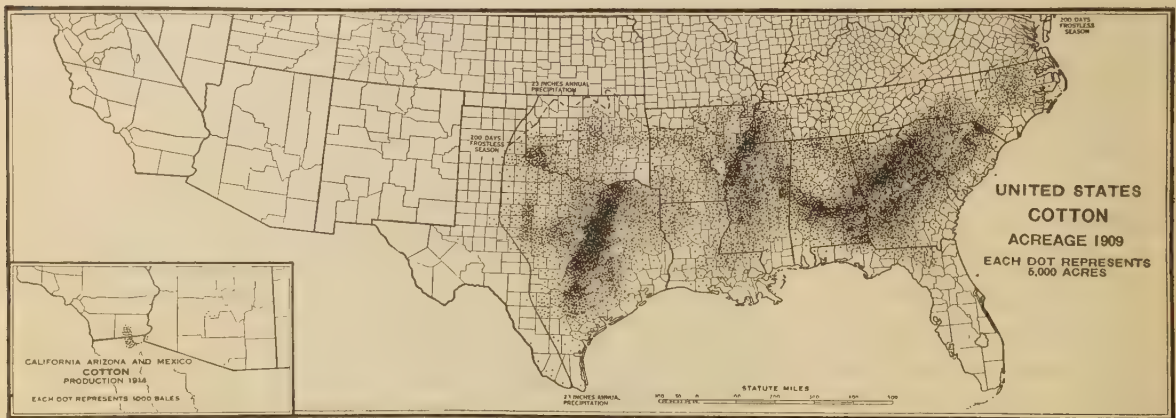 200 DAYS
FROSTLESS
SEASON
23 INCHES ANNUAL
PRECIPITATION
200 DAYS
FROSTLESS
SEASON
UNITED STATES
COTTON
ACREAGE 1909
EACH DOT REPRESENTS
5,000 ACRES
CALIFORNIA ARIZONA AND MEXICO
COTTON
PRODUCTION 1914
EACH DOT REPRESENTS 1000 BALES
23 INCHES ANNUAL
PRECIPITATION
STATUTE MILES